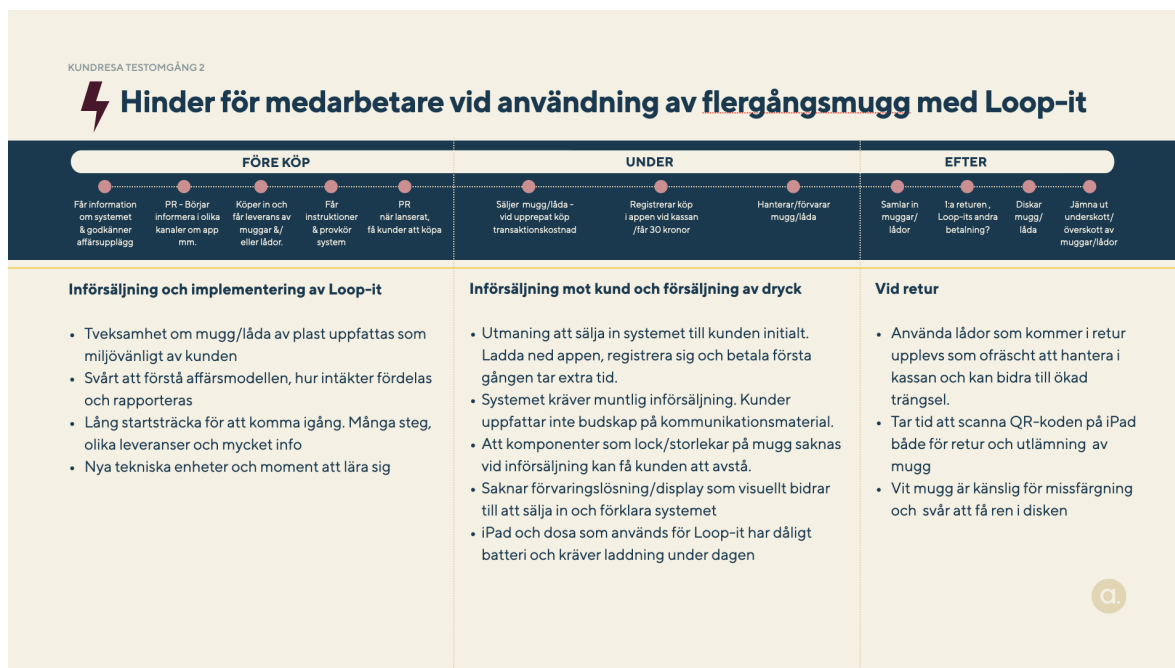 KUNDRESA TESTOMGÅNG 2
Hinder för medarbetare vid användning av flergångsmugg med Loop-it
FÖRE KÖP
UNDER
EFTER
Får information
om systemet
& godkänner
affärsupplägg
PR - Börjar
informera i olika
kanaler om app
mm.
Köper in och
får leverans av
muggar &/
eller lådor.
Får
instruktioner
& provkör
system
PR
när lanserat,
få kunder att köpa
Säljer mugg/låda -
vid upprepat köp
transaktionskostnad
Registrerar köp
i appen vid kassan
/får 30 kronor
Hanterar/förvarar
mugg/låda
Samlar in
muggar/
lådor
1:a returen ,
Loop-its andra
betalning?
Diskar
mugg/
låda
Jämna ut
underskott/
överskott av
muggar/lådor
Införsäljning och implementering av Loop-it
• Tveksamhet om mugg/låda av plast uppfattas som
miljövänligt av kunden
• Svårt att förstå affärsmodellen, hur intäkter fördelas
och rapporteras
• Lång startsträcka för att komma igång. Många steg,
olika leveranser och mycket info
• Nya tekniska enheter och moment att lära sig
Införsäljning mot kund och försäljning av dryck
• Utmaning att sälja in systemet till kunden initialt.
Ladda ned appen, registrera sig och betala första
gången tar extra tid.
• Systemet kräver muntlig införsäljning. Kunder
uppfattar inte budskap på kommunikationsmaterial.
• Att komponenter som lock/storlekar på mugg saknas
vid införsäljning kan få kunden att avstå.
• Saknar förvaringslösning/display som visuellt bidrar
till att sälja in och förklara systemet
• iPad och dosa som används för Loop-it har dåligt
batteri och kräver laddning under dagen
Vid retur
• Använda lådor som kommer i retur
upplevs som ofräscht att hantera i
kassan och kan bidra till ökad
trängsel.
• Tar tid att scanna QR-koden på iPad
både för retur och utlämning av
mugg
• Vit mugg är känslig för missfärgning
och svår att få ren i disken
a.